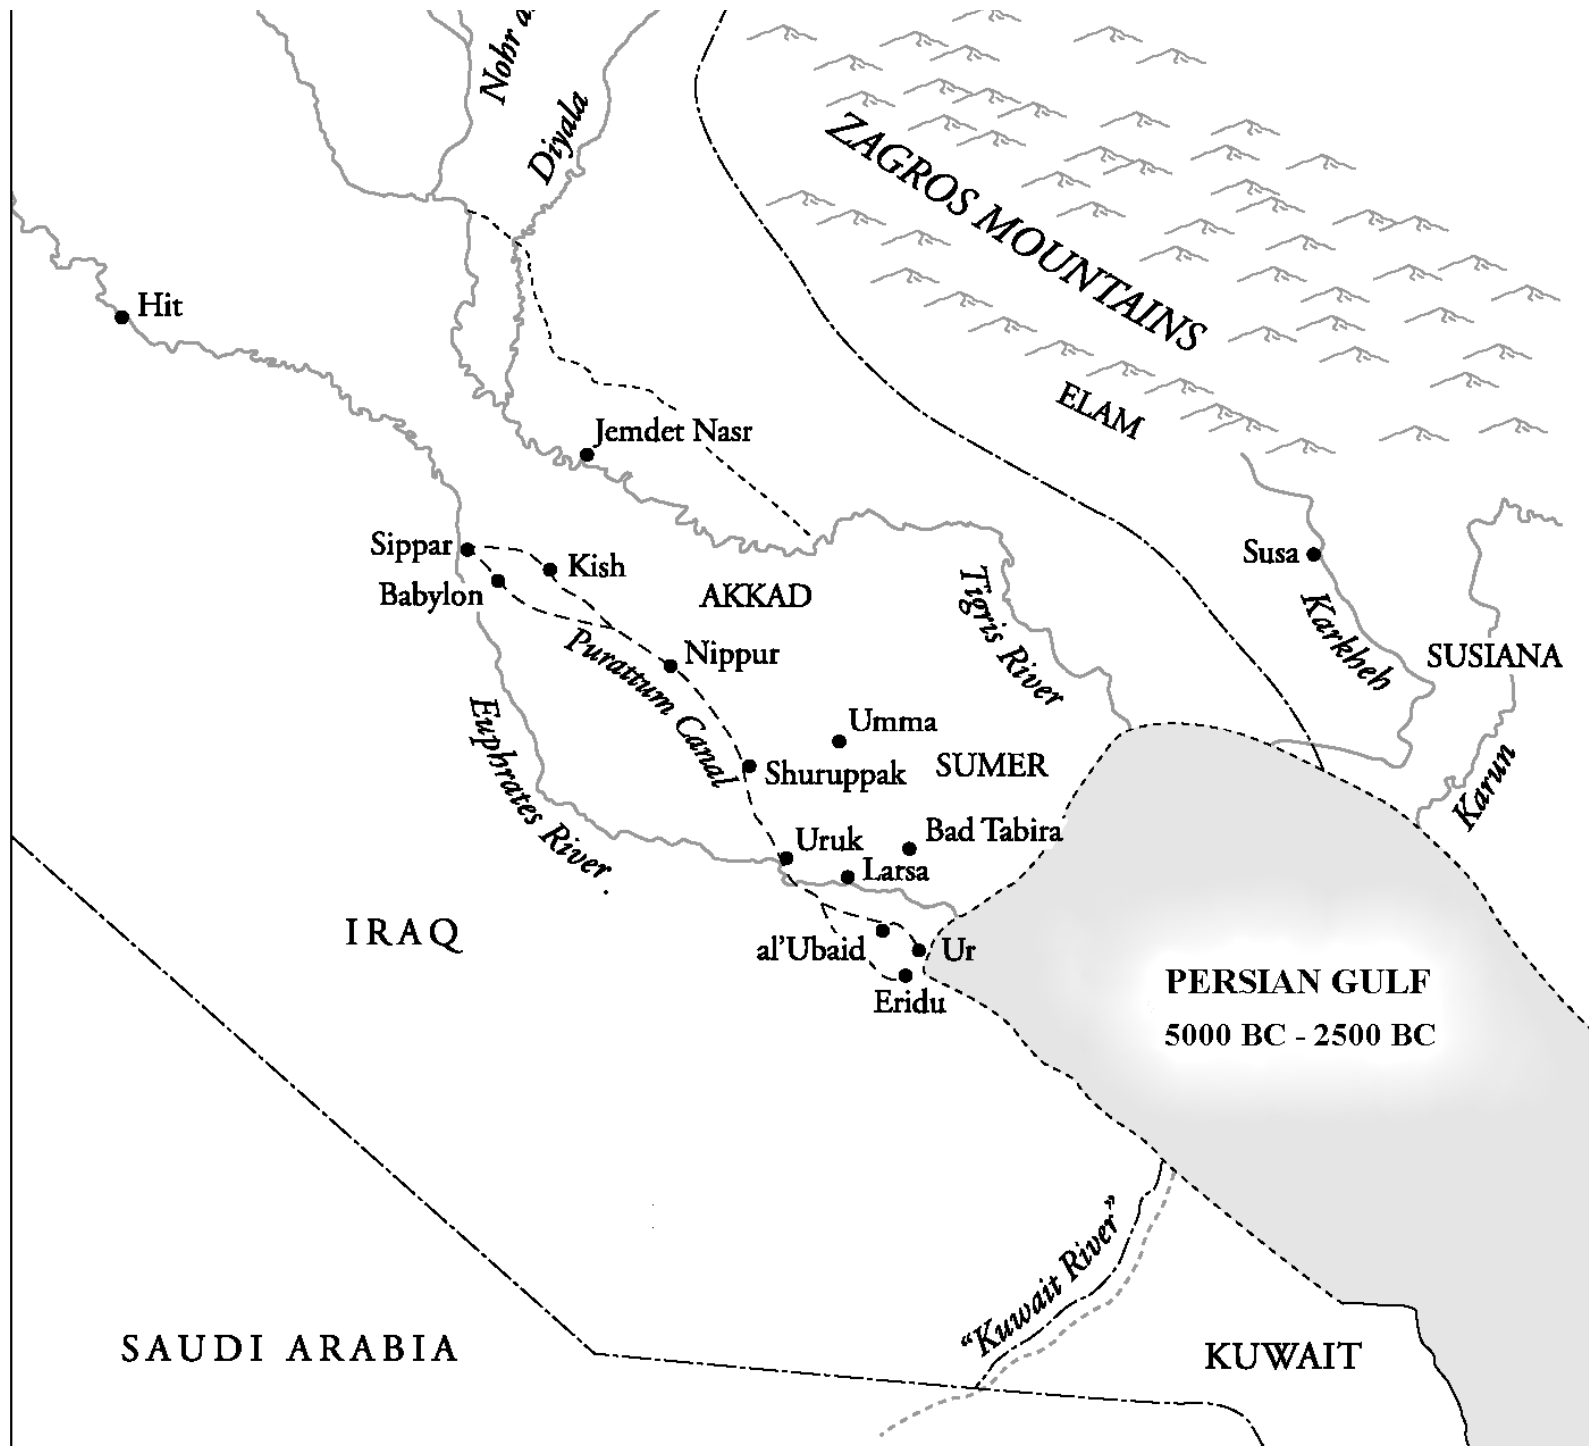 Nohr a
Diyala
ZAGROS MOUNTAINS
Hit
ELAM
Jemdet Nasr
Sippar
Kish
Babylon
AKKAD
Susa
Tigris River
Karkheh
Purattum Canal
Nippur
SUSIANA
Euphrates River
Umma
Shuruppak
SUMER
Karun
Uruk
Bad Tabira
Larsa
IRAQ
al'Ubaid
Ur
Eridu
PERSIAN GULF
5000 BC - 2500 BC
"Kuwait River"
SAUDI ARABIA
KUWAIT